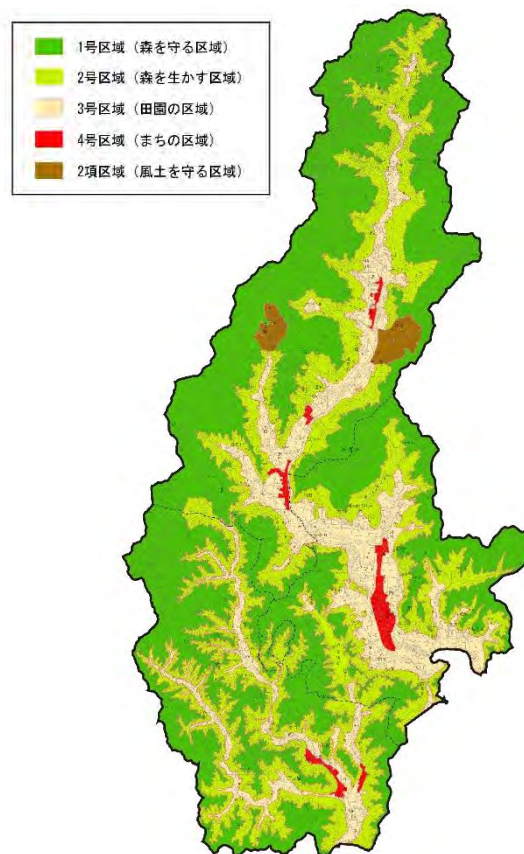 1号区域（森を守る区域）
2号区域（森を生かす区域）
3号区域（田園の区域）
4号区域（まちの区域）
2項区域（風土を守る区域）